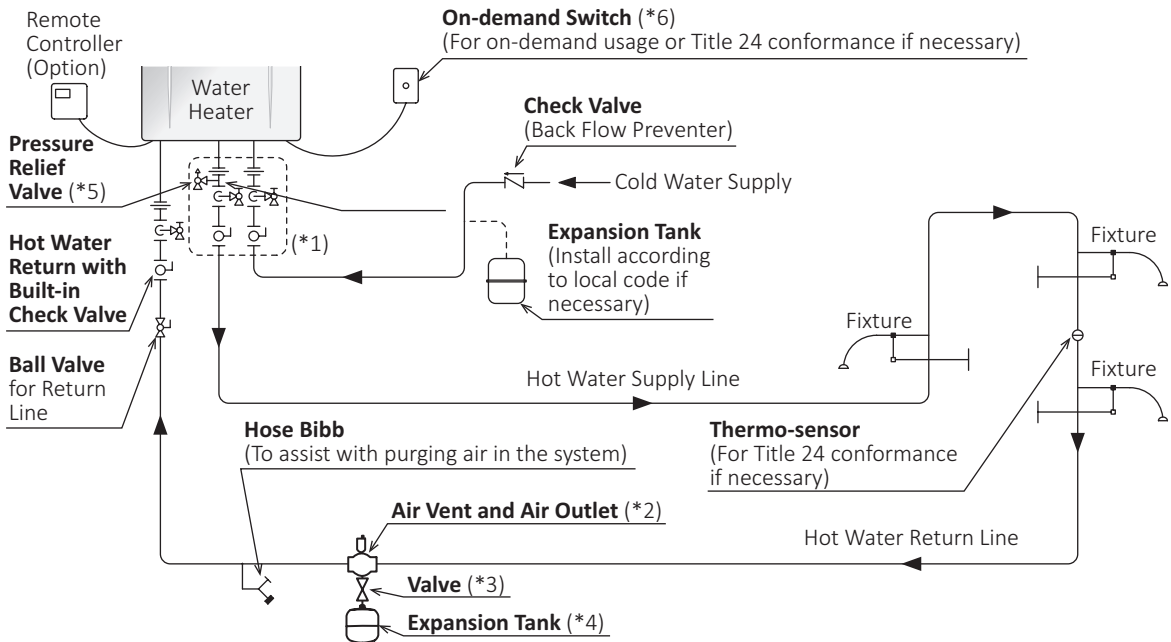 Remote
Controller
(Option)
On-demand Switch (*6)
(For on-demand usage or Title 24 conformance if necessary)
Water
Heater
Check Valve
(Back Flow Preventer)
Pressure
Relief
Valve (*5)
Cold Water Supply
Hot Water
Return with
Built-in
Check Valve
(*1)
Expansion Tank
(Install according
to local code if
necessary)
Fixture
Fixture
Ball Valve
for Return
Line
Hot Water Supply Line
Fixture
Hose Bibb
(To assist with purging air in the system)
Thermo-sensor
(For Title 24 conformance
if necessary)
Air Vent and Air Outlet (*2)
Hot Water Return Line
Valve (*3)
Expansion Tank (*4)